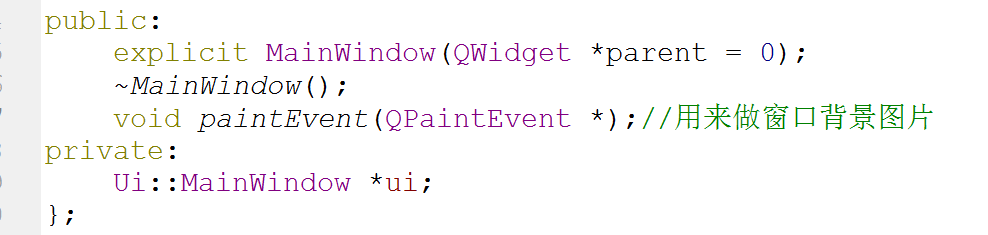 public:
    explicit MainWindow(QWidget *parent = 0);
    ~MainWindow();
    void paintEvent(QPaintEvent *);//用来做窗口背景图片
private:
    Ui::MainWindow *ui;
};